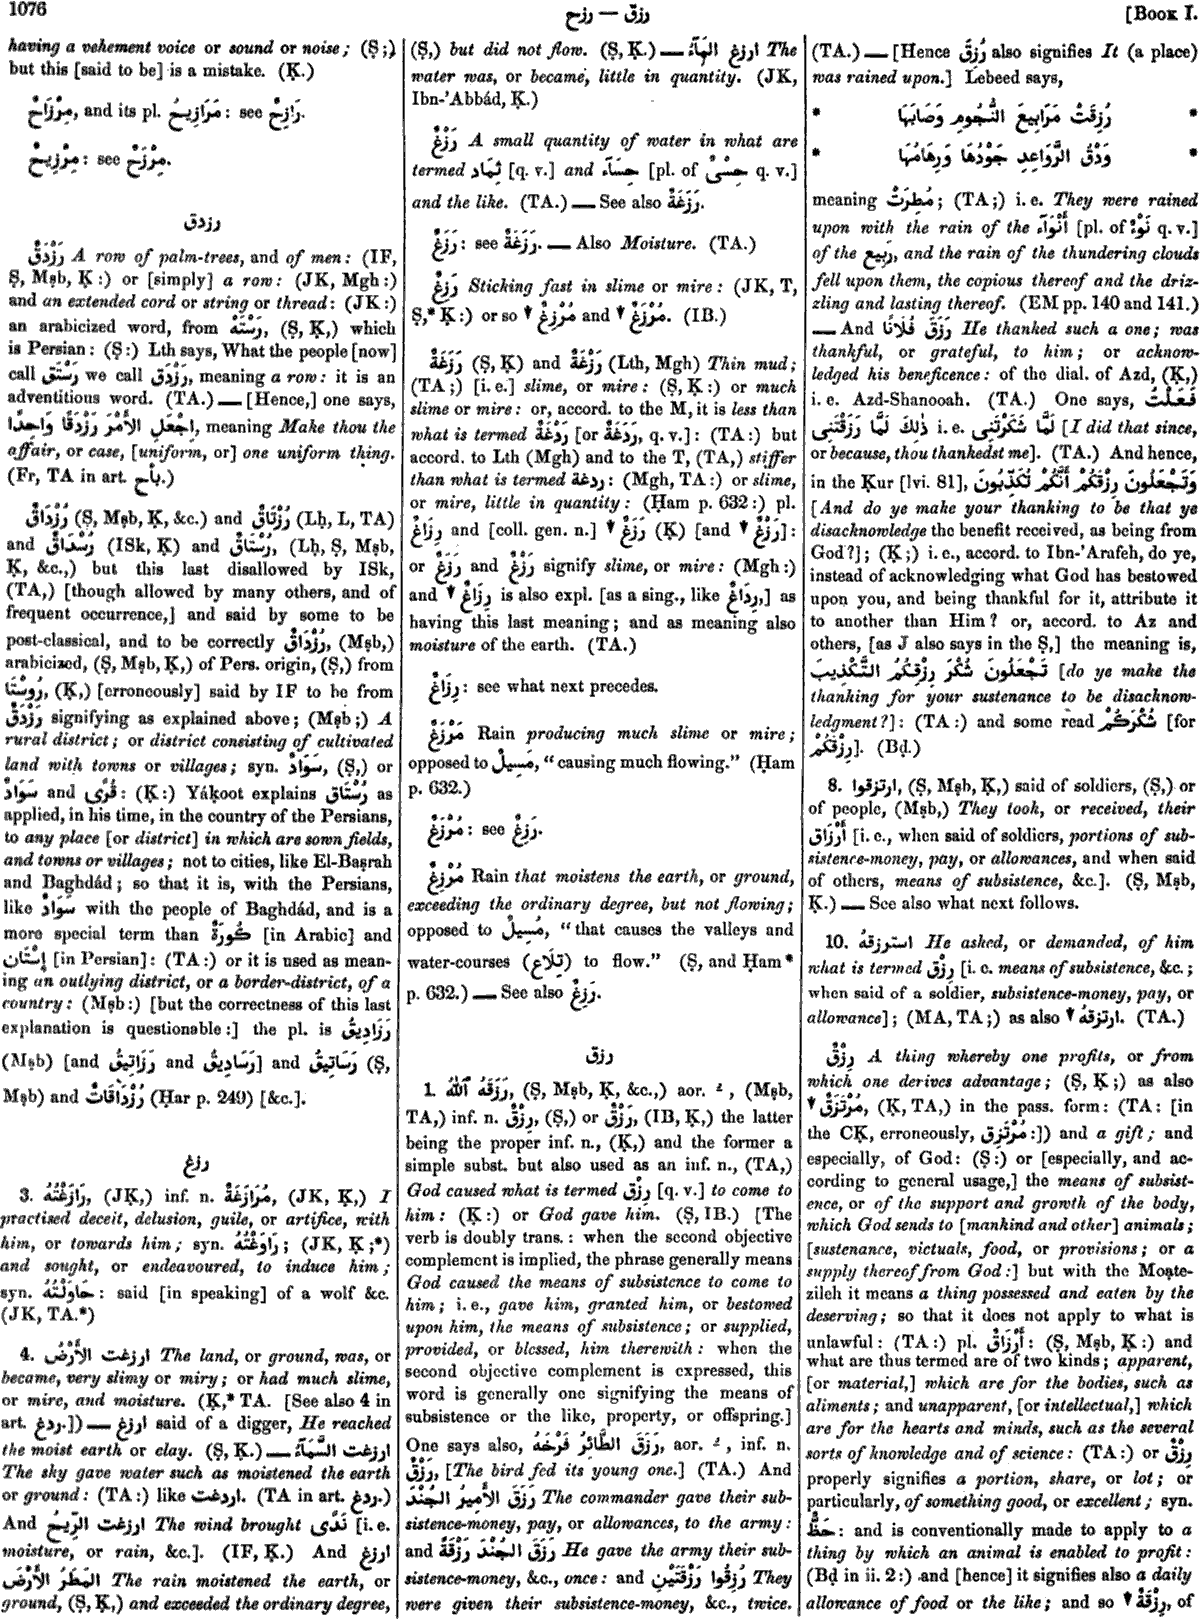 1076
رزق — رزح
[Book I.
having a vehement voice or sound or noise; (Ṣ;)
but this [said to be] is a mistake. (Ḳ.)
مِرْزَاحٌ, and its pl. مَرَازِيحُ: see رَازِحٌ.
مِرْزِيحٌ: see مِرْزَحٌ.
رزدق
رَزْدَقٌ A row of palm-trees, and of men: (IF,
Ṣ, Mṣb, Ḳ:) or [simply] a row: (JK, Mgh:)
and an extended cord or string or thread: (JK:)
an arabicized word, from رَسْتَهْ, (Ṣ, Ḳ,) which
is Persian: (Ṣ:) Lth says, What the people [now]
call رَسْتَق we call رَزْدَق, meaning a row: it is an
adventitious word. (TA.) — [Hence,] one says,
اِجْعَلِ الأَمْرَ رَزْدَقًا وَاحِدًا, meaning Make thou the
affair, or case, [uniform, or] one uniform thing.
(Fr, TA in art. بأج.)
رُزْدَاقٌ (Ṣ, Mṣb, Ḳ, &c.) and رُزْتَاقٌ (Lḥ, L, TA)
and رُسْدَاقٌ (ISk, Ḳ) and رُسْتَاقٌ, (Lḥ, Ṣ, Mṣb,
Ḳ, &c.,) but this last disallowed by ISk,
(TA,) [though allowed by many others, and of
frequent occurrence,] and said by some to be
post-classical, and to be correctly رُزْدَاقٌ, (Mṣb,)
arabicized, (Ṣ, Mṣb, Ḳ,) of Pers. origin, (Ṣ,) from
رُوسْتَا, (Ḳ,) [erroneously] said by IF to be from
رَزْدَقٌ signifying as explained above; (Mṣb;) A
rural district; or district consisting of cultivated
land with towns or villages; syn. سَوَادٌ, (Ṣ,) or
سَوَادٌ and قُرًى: (Ḳ:) Yáḳoot explains رُسْتَاق as
applied, in his time, in the country of the Persians,
to any place [or district] in which are sown fields,
and towns or villages; not to cities, like El-Baṣrah
and Baghdád; so that it is, with the Persians,
like سَوَادٌ with the people of Baghdád, and is a
more special term than كُورَةٌ [in Arabic] and
إِسْتَان [in Persian]: (TA:) or it is used as mean-
ing an outlying district, or a border-district, of a
country: (Mṣb:) [but the correctness of this last
explanation is questionable:] the pl. is رَزَادِيقُ
(Mṣb) [and رَزَاتِيقُ and رَسَادِيقُ] and رَسَاتِيقُ (Ṣ,
Mṣb) and رُزْدَاقَاتٌ (Ḥar p. 249) [&c.].
رزغ
3. رَازَغْتُهُ, (JḲ,) inf. n. مُرَازَغَةٌ, (JK, Ḳ,) I
practised deceit, delusion, guile, or artifice, with
him, or towards him; syn. رَاوَغْتُهُ; (JK, Ḳ;*)
and sought, or endeavoured, to induce him;
syn. حَاوَلْتُهُ: said [in speaking] of a wolf &c.
(JK, TA.*)
4. ارزغت الأَرْضُ The land, or ground, was, or
became, very slimy or miry; or had much slime,
or mire, and moisture. (Ḳ,* TA. [See also 4 in
art. ردغ.]) — ارزغ said of a digger, He reached
the moist earth or clay. (Ṣ, Ḳ.) — ارزغت السَّمَآءُ
The sky gave water such as moistened the earth
or ground: (TA:) like اردغت. (TA in art. ردغ.)
And ارزغت الرِّيحُ The wind brought نَدًى [i. e.
moisture, or rain, &c.]. (IF, Ḳ.) And ارزغ
المَطَرُ الأَرْضَ The rain moistened the earth, or
ground, (Ṣ, Ḳ,) and exceeded the ordinary degree,
(Ṣ,) but did not flow. (Ṣ, Ḳ.) — ارزغ المَآءُ The
water was, or became, little in quantity. (JK,
Ibn-'Abbád, Ḳ.)
رَزْغٌ A small quantity of water in what are
termed ثِمَاد [q. v.] and حِسَآء [pl. of حِسْىٌ q. v.]
and the like. (TA.) — See also رَزَغَةٌ.
رَزَغٌ: see رَزَغَةٌ. — Also Moisture. (TA.)
رَزِغٌ Sticking fast in slime or mire: (JK, T,
Ṣ,* Ḳ:) or so ↓ مُرْزِغٌ and ↓ مُرْزَغٌ. (IB.)
رَزَغَةٌ (Ṣ, Ḳ) and رَزْغَةٌ (Lth, Mgh) Thin mud;
(TA;) [i. e.] slime, or mire: (Ṣ, Ḳ:) or much
slime or mire: or, accord. to the M, it is less than
what is termed رَدْغَةٌ [or رَدَغَةٌ, q. v.]: (TA:) but
accord. to Lth (Mgh) and to the T, (TA,) stiffer
than what is termed ردغة: (Mgh, TA:) or slime,
or mire, little in quantity: (Ḥam p. 632:) pl.
رِزَاغٌ and [coll. gen. n.] ↓ رَزَغٌ (Ḳ) [and ↓ رَزْغٌ]:
or رَزَغٌ and رَزْغٌ signify slime, or mire: (Mgh:)
and ↓ رِزَاغٌ is also expl. [as a sing., like رِدَاغٌ,] as
having this last meaning; and as meaning also
moisture of the earth. (TA.)
رِزَاغٌ: see what next precedes.
مَرْزَغٌ Rain producing much slime or mire;
opposed to مَسِيلٌ, "causing much flowing." (Ḥam
p. 632.)
مُرْزَغٌ: see رَزِغٌ.
مُرْزِغٌ Rain that moistens the earth, or ground,
exceeding the ordinary degree, but not flowing;
opposed to مُسِيلٌ, "that causes the valleys and
water-courses (تِلَاع) to flow." (Ṣ, and Ḥam*
p. 632.) — See also رَزِغٌ.
رزق
1. رَزَقَهُ ٱللّٰهُ, (Ṣ, Mṣb, Ḳ, &c.,) aor. ـُ, (Mṣb,
TA,) inf. n. رِزْقٌ, (Ṣ,) or رَزْقٌ, (IB, Ḳ,) the latter
being the proper inf. n., (Ḳ,) and the former a
simple subst. but also used as an inf. n., (TA,)
God caused what is termed رِزْق [q. v.] to come to
him: (Ḳ:) or God gave him. (Ṣ, IB.) [The
verb is doubly trans.: when the second objective
complement is implied, the phrase generally means
God caused the means of subsistence to come to
him; i. e., gave him, granted him, or bestowed
upon him, the means of subsistence; or supplied,
provided, or blessed, him therewith: when the
second objective complement is expressed, this
word is generally one signifying the means of
subsistence or the like, property, or offspring.]
One says also, رَزَقَ الطَّائِرُ فَرْخَهُ, aor. ـُ, inf. n.
رَزْقٌ, [The bird fed its young one.] (TA.) And
رَزَقَ الأَمِيرُ الجُنْدَ The commander gave their sub-
sistence-money, pay, or allowances, to the army:
and رَزَقَ الجُنْدَ رَزْقَةً He gave the army their sub-
sistence-money, &c., once: and رُزِقُوا رَزْقَتَيْنِ They
were given their subsistence-money, &c., twice.
(TA.) — [Hence رُزِقَ also signifies It (a place)
was rained upon.] Lebeed says,
* رُزِقَتْ مَرَابِيعَ النُّجُومِ وَصَابَهَا *
* وَدْقُ الرَّوَاعِدِ جَوْدُهَا وَرِهَامُهَا *
meaning مُطِرَتْ; (TA;) i. e. They were rained
upon with the rain of the أَنْوَآء [pl. of نَوْءٌ q. v.]
of the رَبِيع, and the rain of the thundering clouds
fell upon them, the copious thereof and the driz-
zling and lasting thereof. (EM pp. 140 and 141.)
— And رَزَقَ فُلَانًا He thanked such a one; was
thankful, or grateful, to him; or acknow-
ledged his beneficence: of the dial. of Azd, (Ḳ,)
i. e. Azd-Shanooah. (TA.) One says, فَعَلْتُ
ذٰلِكَ لَمَّا رَزَقْتَنِى i. e. لَمَّا شَكَرْتَنِى [I did that since,
or because, thou thankedst me]. (TA.) And hence,
in the Ḳur [lvi. 81], وَتَجْعَلُونَ رِزْقَكُمْ أَنَّكُمْ تُكَذِّبُونَ
[And do ye make your thanking to be that ye
disacknowledge the benefit received, as being from
God?]; (Ḳ;) i. e., accord. to Ibn-'Arafeh, do ye,
instead of acknowledging what God has bestowed
upon you, and being thankful for it, attribute it
to another than Him? or, accord. to Az and
others, [as J also says in the Ṣ,] the meaning is,
تَجْعَلُونَ شُكْرَ رِزْقِكُمُ التَّكْذِيبَ [do ye make the
thanking for your sustenance to be disacknow-
ledgment?]: (TA:) and some read شُكْرَكُمْ [for
رِزْقَكُمْ]. (Bḍ.)
8. ارتزقوا, (Ṣ, Mṣb, Ḳ,) said of soldiers, (Ṣ,) or
of people, (Mṣb,) They took, or received, their
أَرْزَاق [i. e., when said of soldiers, portions of sub-
sistence-money, pay, or allowances, and when said
of others, means of subsistence, &c.]. (Ṣ, Mṣb,
Ḳ.) — See also what next follows.
10. استرزقهُ He asked, or demanded, of him
what is termed رِزْق [i. e. means of subsistence, &c.;
when said of a soldier, subsistence-money, pay, or
allowance]; (MA, TA;) as also ↓ ارتزقهُ. (TA.)
رِزْقٌ A thing whereby one profits, or from
which one derives advantage; (Ṣ, Ḳ;) as also
↓ مُرْتَزَقٌ, (Ḳ, TA,) in the pass. form: (TA: [in
the CḲ, erroneously, مُرْتَزِق:]) and a gift; and
especially, of God: (Ṣ:) or [especially, and ac-
cording to general usage,] the means of subsist-
ence, or of the support and growth of the body,
which God sends to [mankind and other] animals;
[sustenance, victuals, food, or provisions; or a
supply thereof from God:] but with the Moạte-
zileh it means a thing possessed and eaten by the
deserving; so that it does not apply to what is
unlawful: (TA:) pl. أَرْزَاقٌ: (Ṣ, Mṣb, Ḳ:) and
what are thus termed are of two kinds; apparent,
[or material,] which are for the bodies, such as
aliments; and unapparent, [or intellectual,] which
are for the hearts and minds, such as the several
sorts of knowledge and of science: (TA:) or رِزْقٌ
properly signifies a portion, share, or lot; or
particularly, of something good, or excellent; syn.
حَظٌّ: and is conventionally made to apply to a
thing by which an animal is enabled to profit:
(Bḍ in ii. 2:) and [hence] it signifies also a daily
allowance of food or the like; and so ↓ رِزْقَةٌ, of